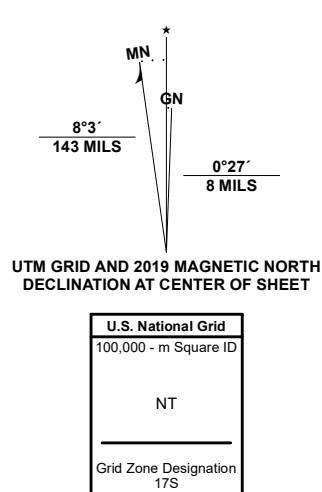 ★
MN
GN
8°3´
143 MILS
0°27´
8 MILS
UTM GRID AND 2019 MAGNETIC NORTH
DECLINATION AT CENTER OF SHEET
U.S. National Grid
100,000 - m Square ID
NT
Grid Zone Designation
17S